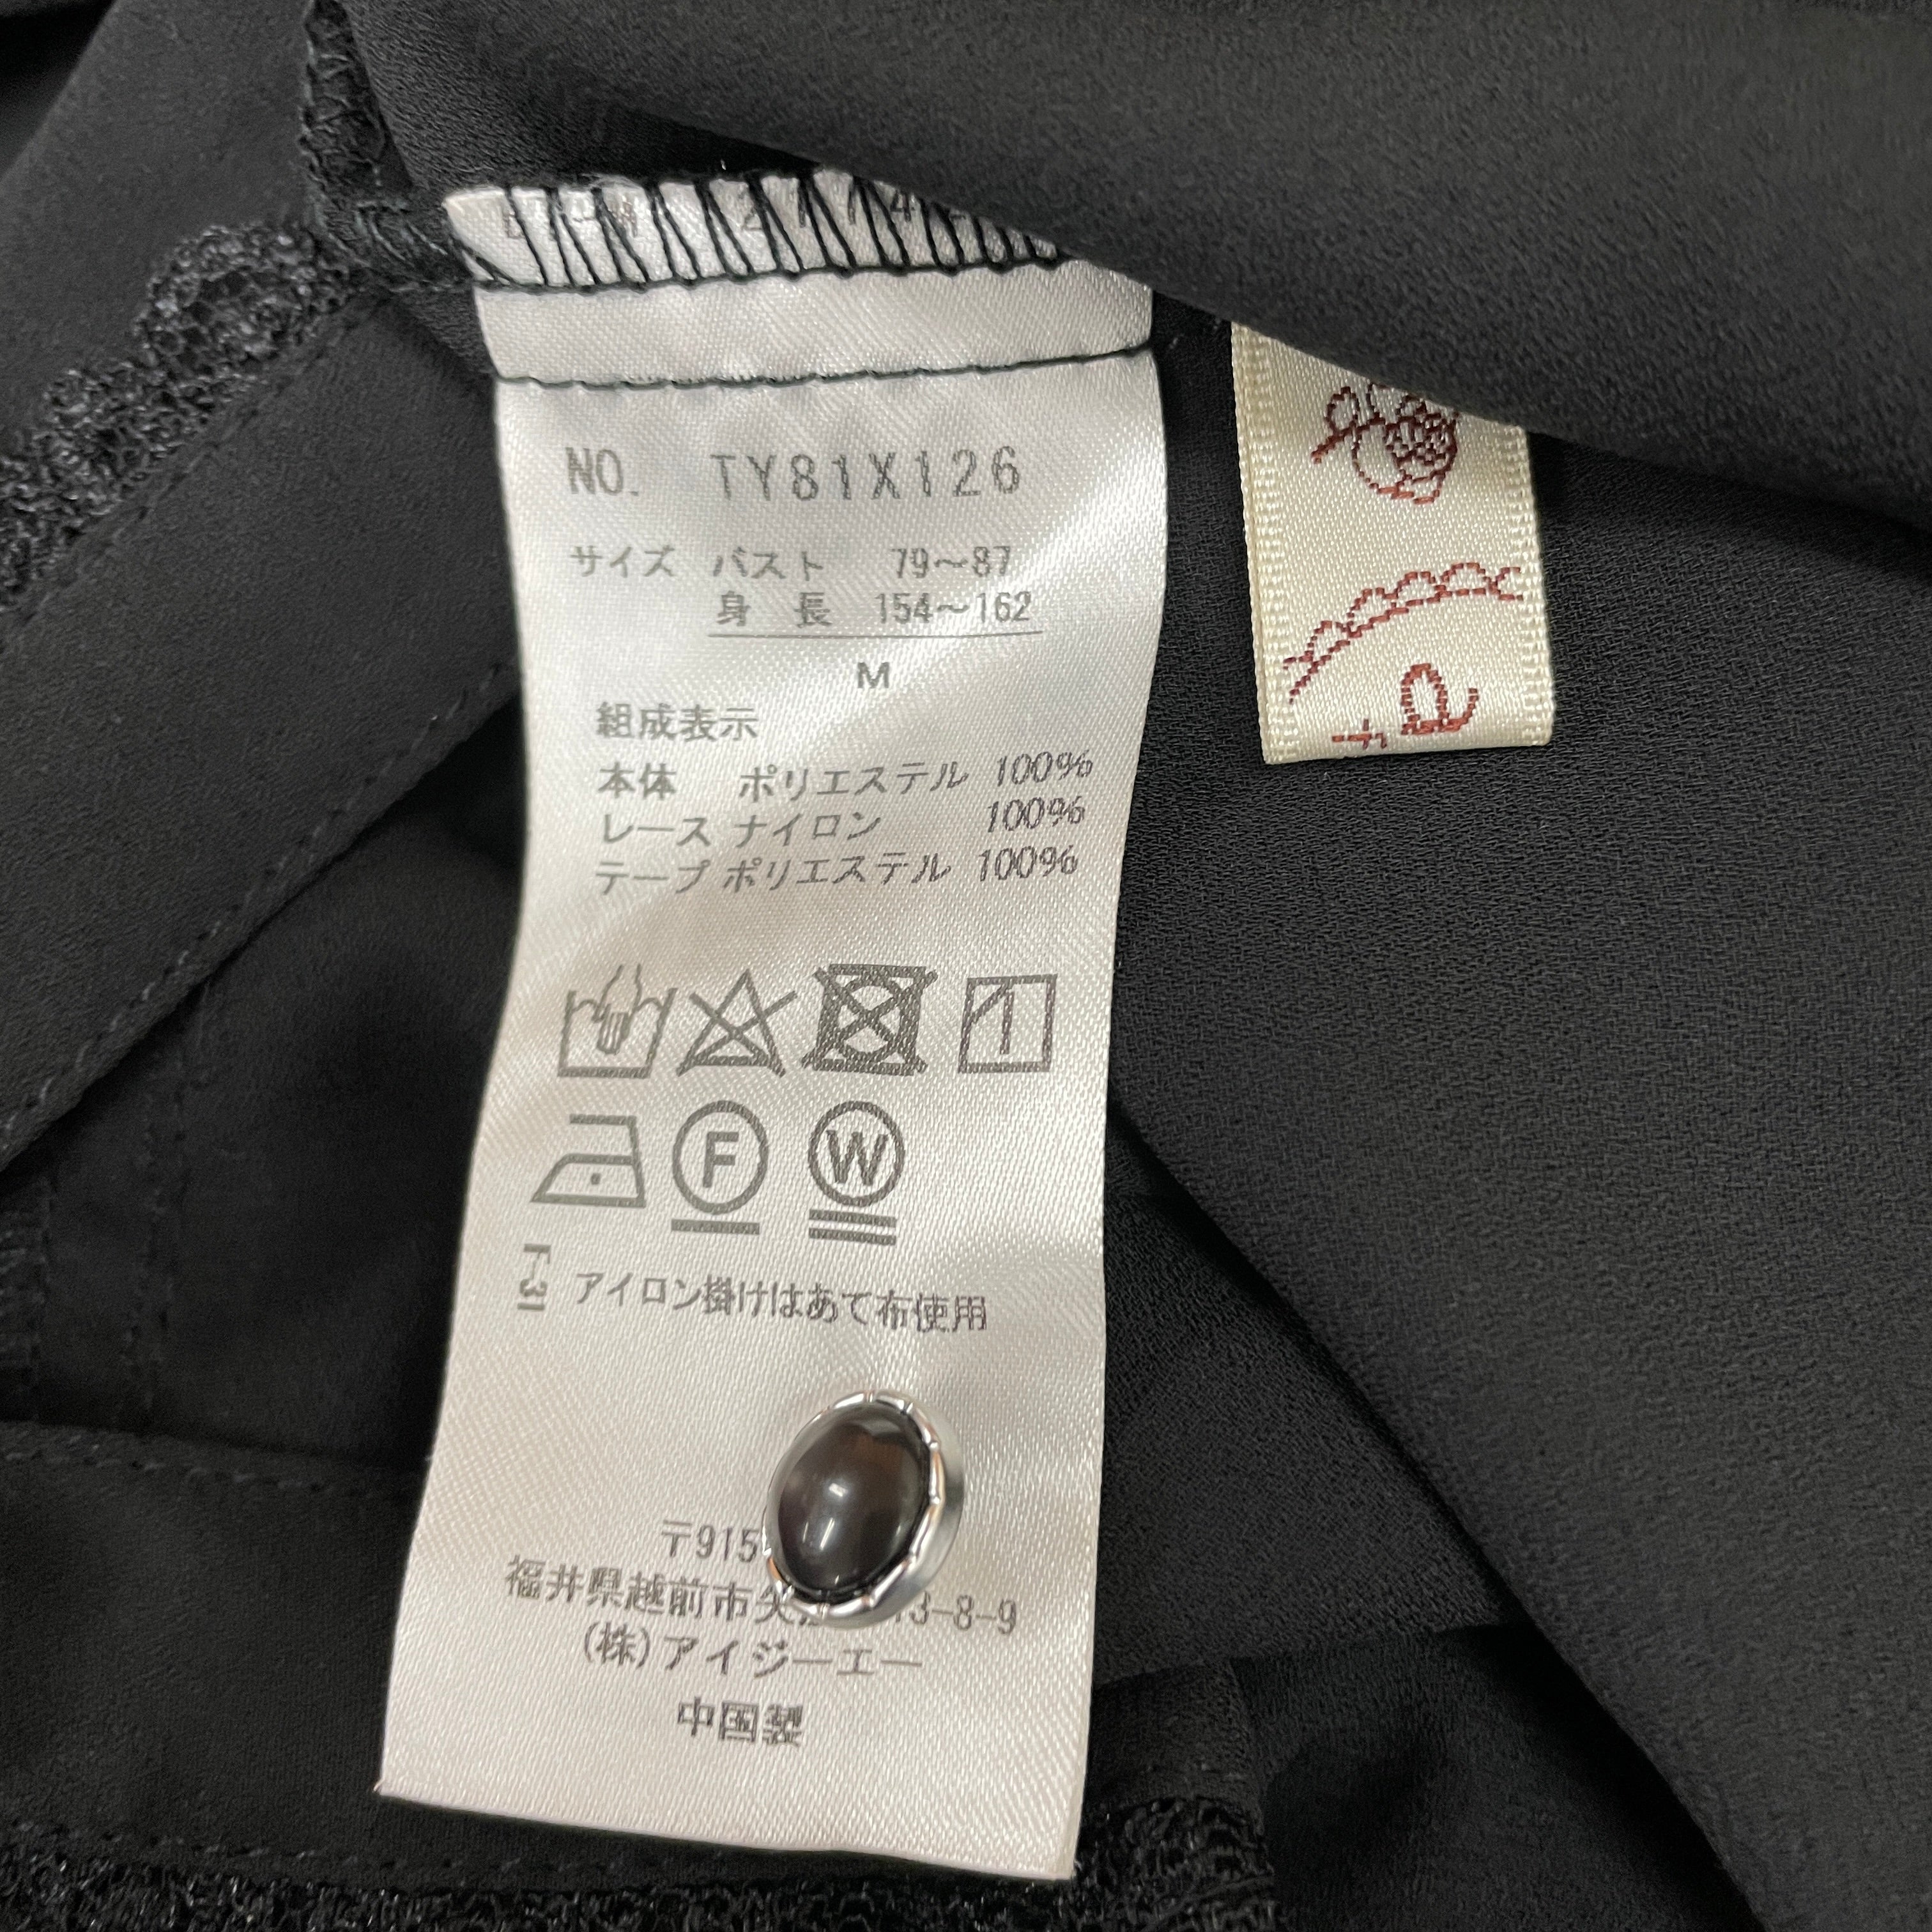 NO. TY81X126
サイズ バスト 79～87
身 長 154～162
M
組成表示
本体 ポリエステル 100%
レース ナイロン 100%
テープ ポリエステル 100%
F W
T-31 アイロン掛けはあて布使用
〒915
福井県越前市矢 13-8-9
(株)アイジーエー
中国製
e